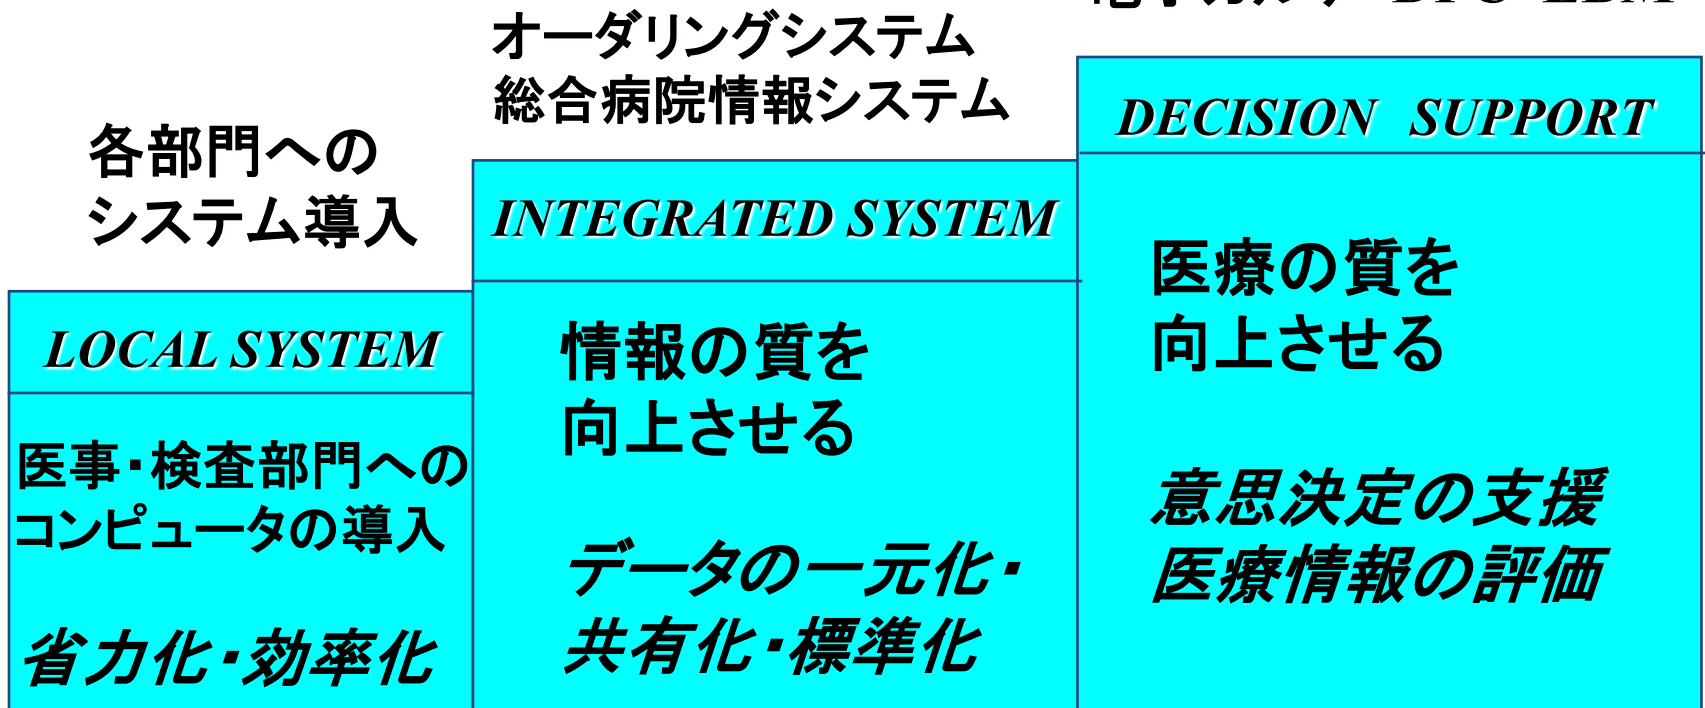 各部門への
システム導入
LOCAL SYSTEM
医事・検査部門への
コンピュータの導入
省力化・効率化
オーダリングシステム
総合病院情報システム
INTEGRATED SYSTEM
情報の質を
向上させる
データの一元化・
共有化・標準化
DECISION SUPPORT
医療の質を
向上させる
意思決定の支援
医療情報の評価